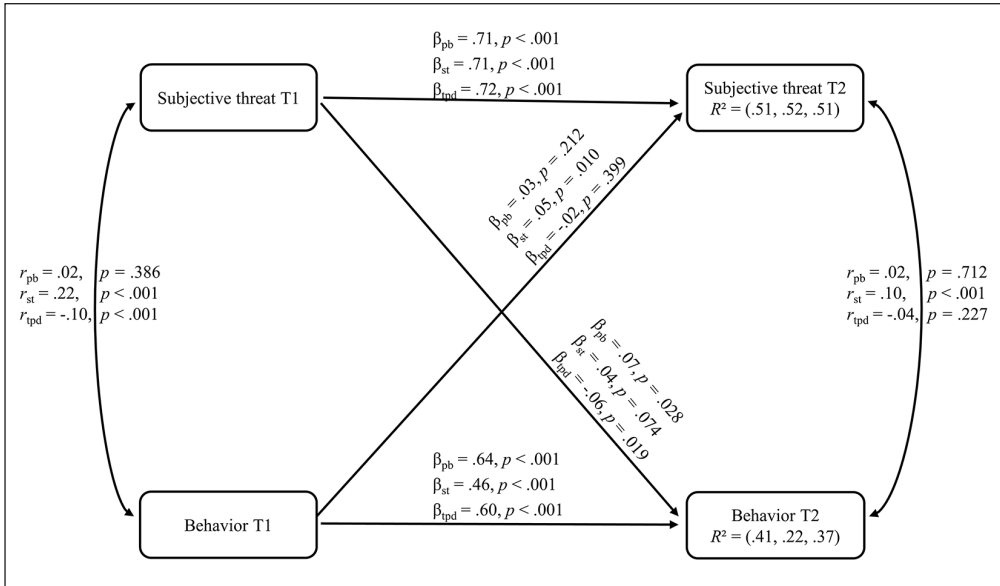 β_pb = .71, p < .001
β_st = .71, p < .001
β_tpd = .72, p < .001
Subjective threat T1
Subjective threat T2
R² = (.51, .52, .51)
β_pb = .03, p = .212
β_st = .05, p = .010
β_tpd = -.02, p = .399
r_pb = .02, p = .386
r_st = .22, p < .001
r_tpd = -.10, p < .001
r_pb = .02, p = .712
r_st = .10, p < .001
r_tpd = -.04, p = .227
β_pb = .07, p = .028
β_st = .04, p = .074
β_tpd = -.06, p = .019
β_pb = .64, p < .001
β_st = .46, p < .001
β_tpd = .60, p < .001
Behavior T1
Behavior T2
R² = (.41, .22, .37)